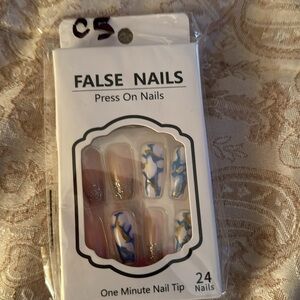 C5
FALSE NAILS
Press On Nails
One Minute Nail Tip
24
Nails